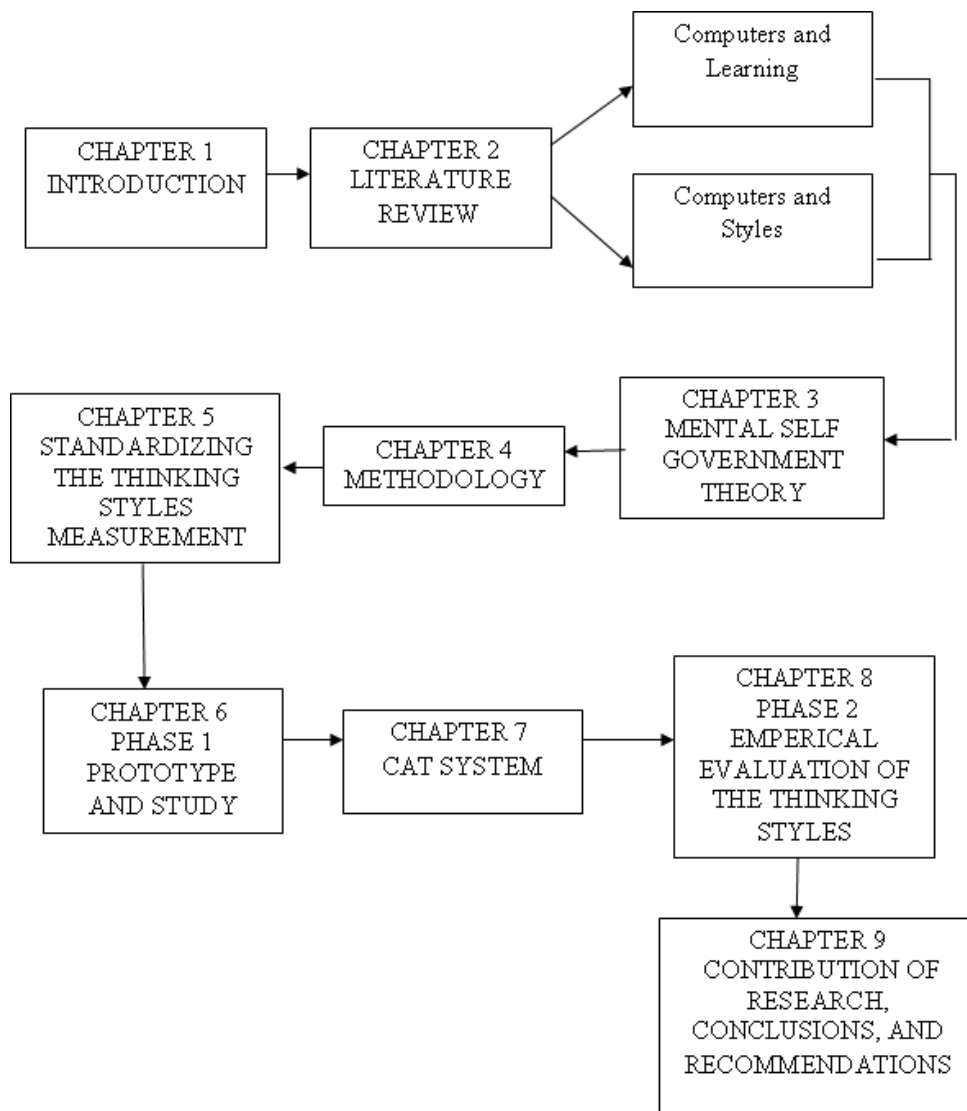 CHAPTER 1
INTRODUCTION
CHAPTER 2
LITERATURE
REVIEW
Computers and
Learning
Computers and
Styles
CHAPTER 3
MENTAL SELF
GOVERNMENT
THEORY
CHAPTER 4
METHODOLOGY
CHAPTER 5
STANDARDIZING
THE THINKING
STYLES
MEASUREMENT
CHAPTER 6
PHASE 1
PROTOTYPE
AND STUDY
CHAPTER 7
CAT SYSTEM
CHAPTER 8
PHASE 2
EMPERICAL
EVALUATION OF
THE THINKING
STYLES
CHAPTER 9
CONTRIBUTION OF
RESEARCH,
CONCLUSIONS, AND
RECOMMENDATIONS